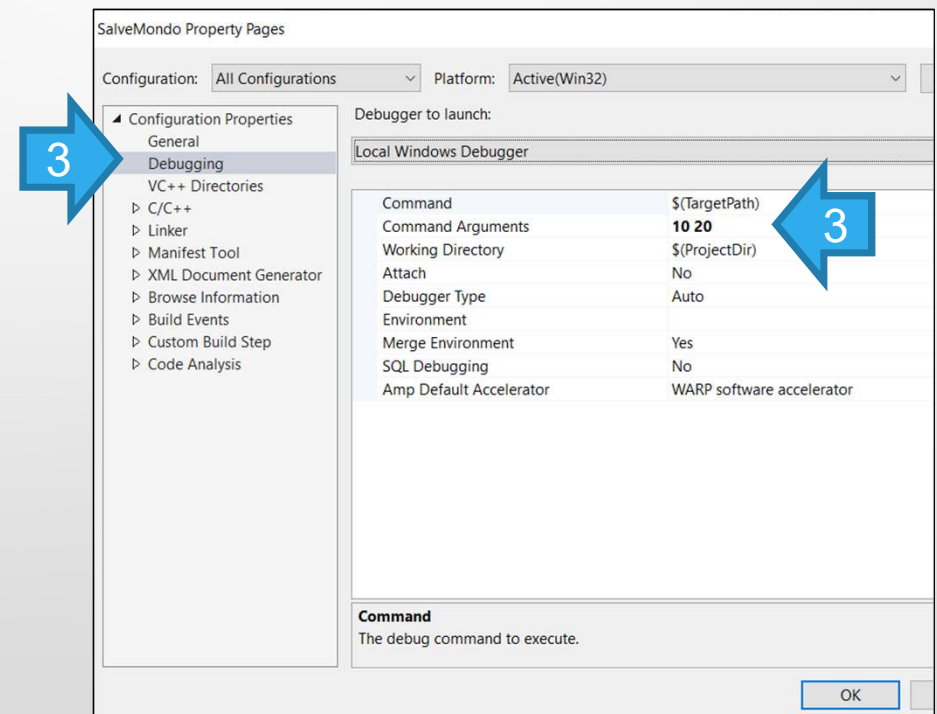 SalveMondo Property Pages
Configuration: All Configurations Platform: Active(Win32)
Configuration Properties
General
Debugging
VC++ Directories
C/C++
Linker
Manifest Tool
XML Document Generator
Browse Information
Build Events
Custom Build Step
Code Analysis
3
Debugger to launch:
Local Windows Debugger
Command $(TargetPath)
Command Arguments 10 20
Working Directory $(ProjectDir)
Attach No
Debugger Type Auto
Environment
Merge Environment Yes
SQL Debugging No
Amp Default Accelerator WARP software accelerator
3
Command
The debug command to execute.
OK